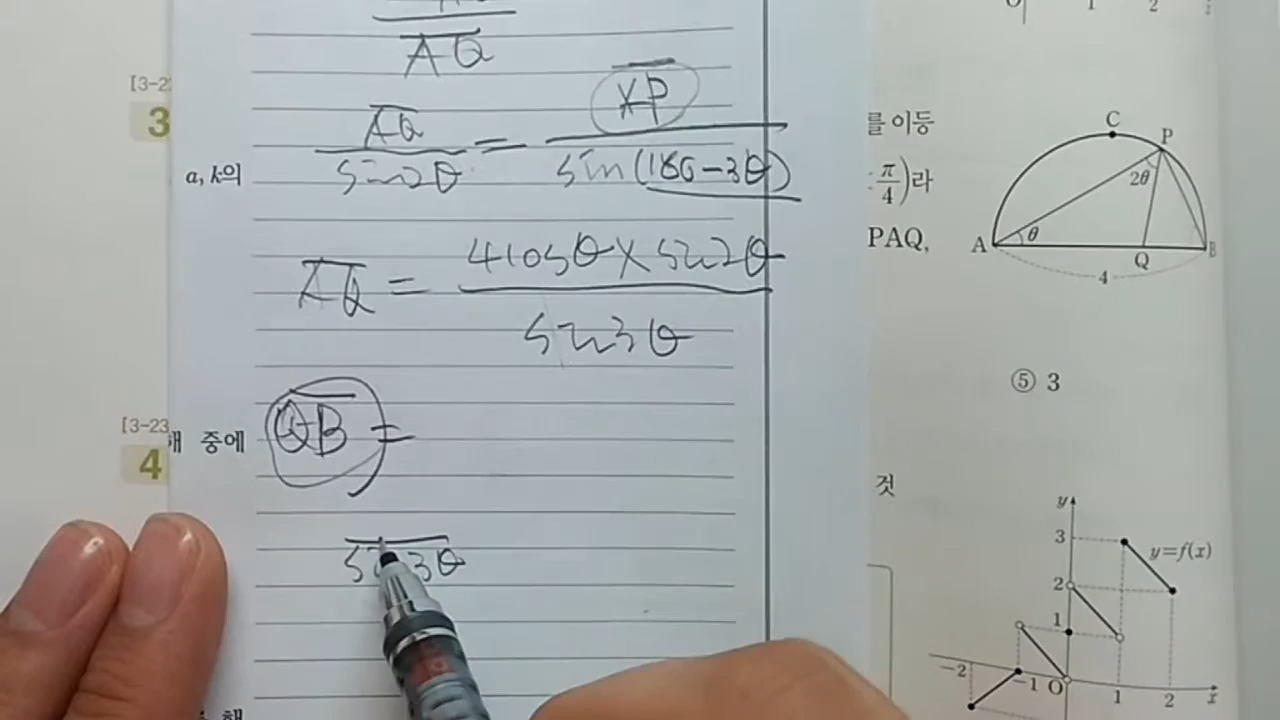 AQ
[3-2
3
AQ / sin2θ = XP / sin(180-3θ)
a, k의
AQ = 4cosθ × sin2θ / sin3θ
[3-23
4
해 중에
QB =
sin3θ
를 이등
π/4)라
PAQ,
C
P
2θ
A
θ
Q
B
4
⑤ 3
것
y
3
y=f(x)
2
1
-2
-1
O
1
2
x